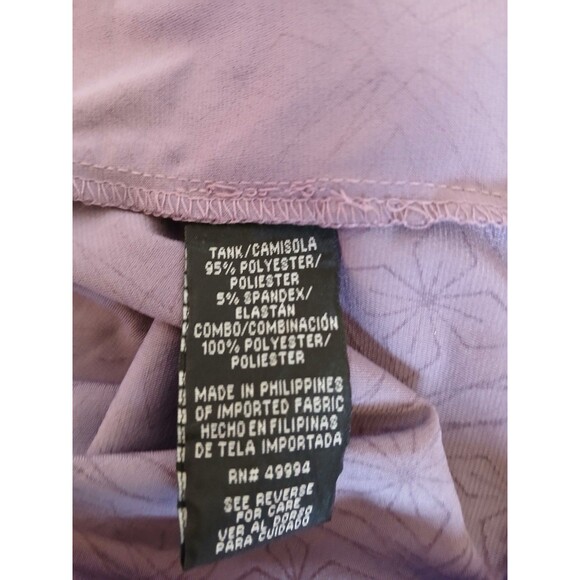 TANK/CAMISOLA
95% POLYESTER/
POLIESTER
5% SPANDEX/
ELASTÁN
COMBO/COMBINACIÓN
100% POLYESTER/
POLIESTER
MADE IN PHILIPPINES
OF IMPORTED FABRIC
HECHO EN FILIPINAS
DE TELA IMPORTADA
RN# 49994
SEE REVERSE
FOR CARE
VER AL DORSO
PARA CUIDADO